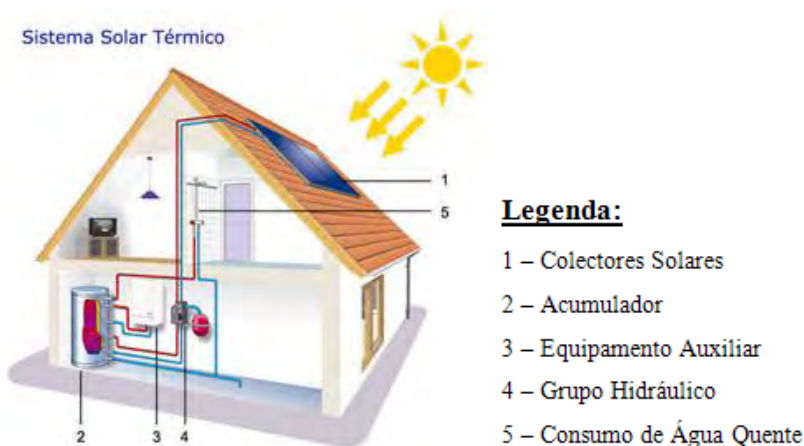 Sistema Solar Térmico
1
5
2
3
4
Legenda:
1 – Colectores Solares
2 – Acumulador
3 – Equipamento Auxiliar
4 – Grupo Hidráulico
5 – Consumo de Água Quente